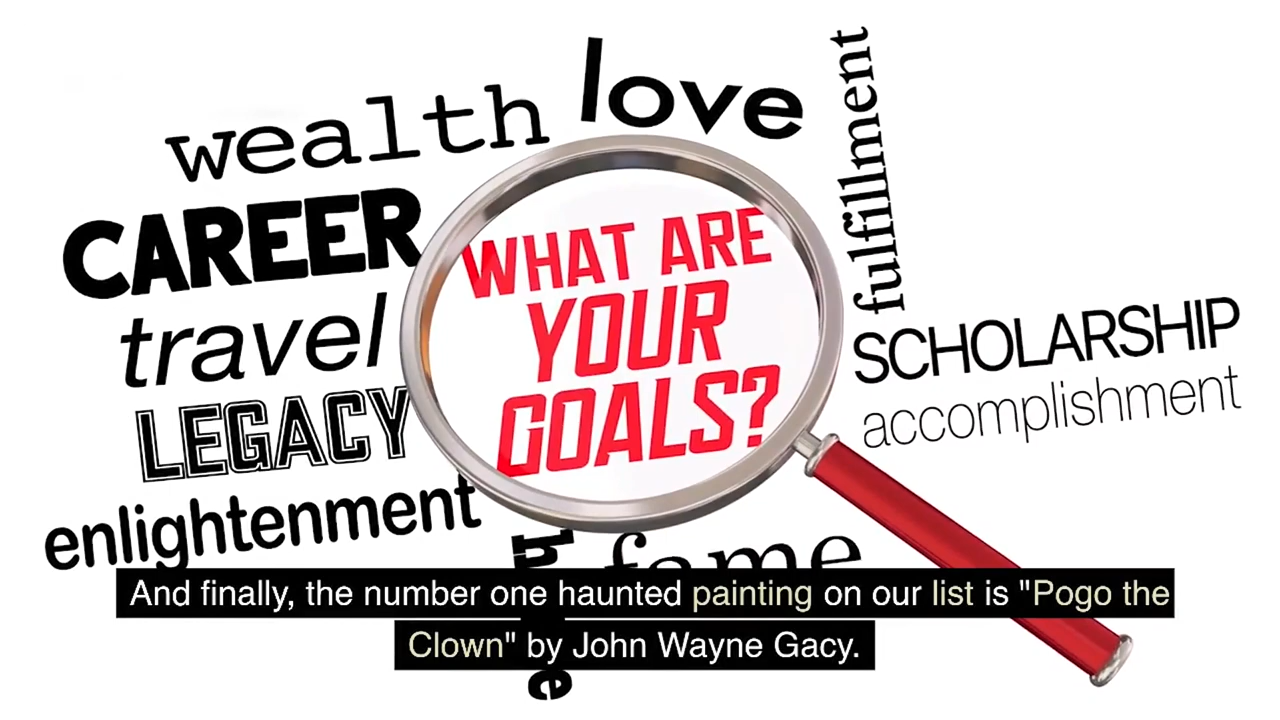 wealth
love
fulfillment
CAREER
WHAT ARE
YOUR
GOALS?
travel
SCHOLARSHIP
LEGACY
accomplishment
enlightenment
fame
And finally, the number one haunted painting on our list is "Pogo the
Clown" by John Wayne Gacy.